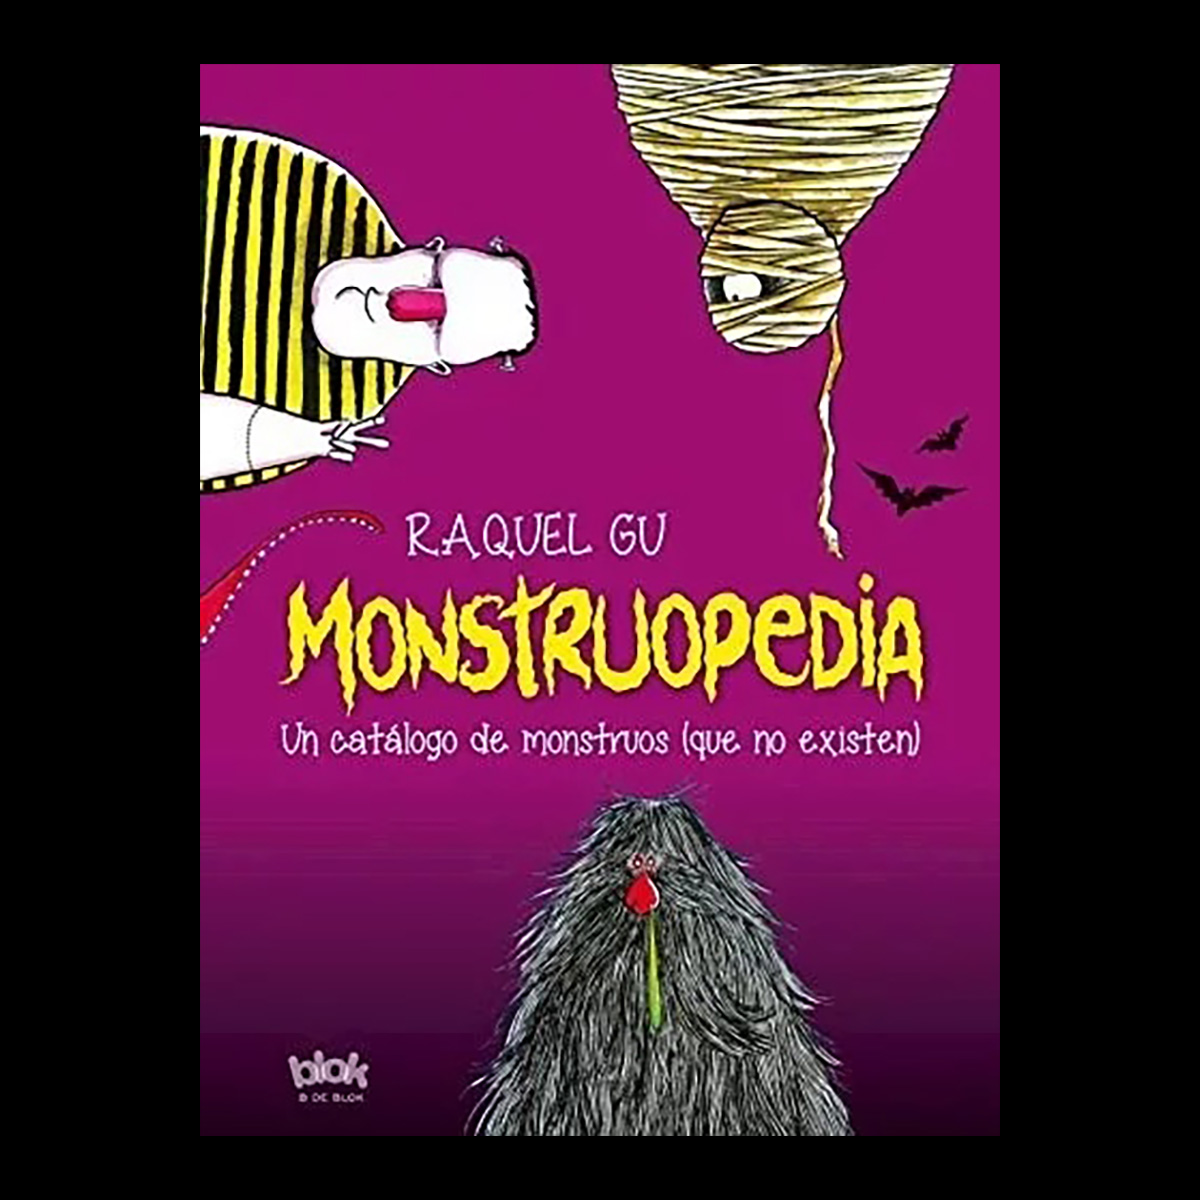 RAQUEL GU
MONSTRUOPEDIA
Un catálogo de monstruos (que no existen)
blok
B DE BLOK